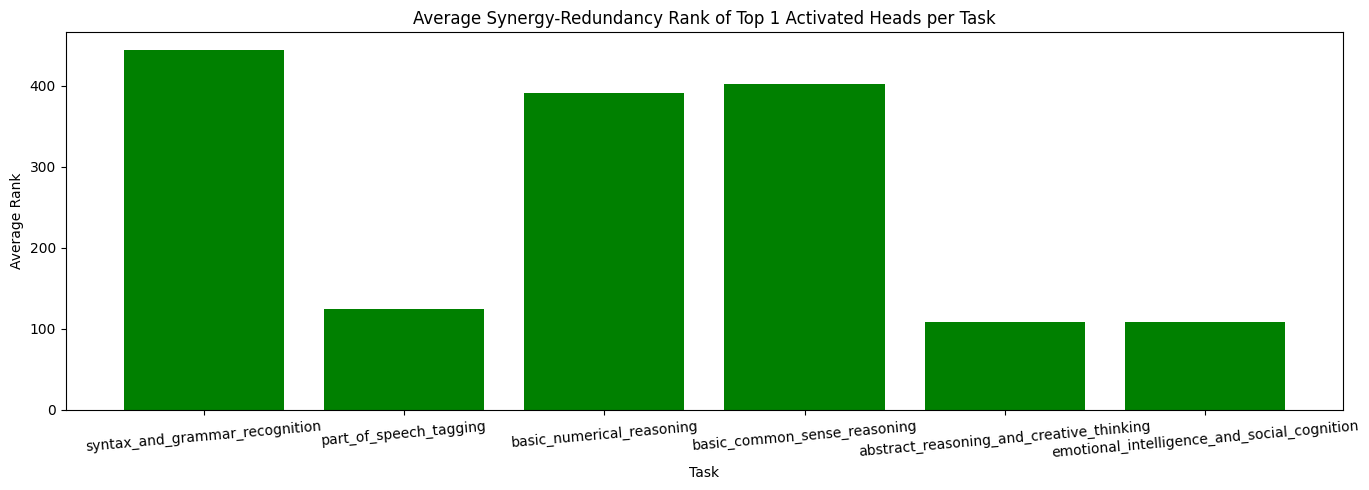 Average Synergy-Redundancy Rank of Top 1 Activated Heads per Task
Average Rank
400
300
200
100
0
syntax_and_grammar_recognition
part_of_speech_tagging
basic_numerical_reasoning
basic_common_sense_reasoning
abstract_reasoning_and_creative_thinking
emotional_intelligence_and_social_cognition
Task